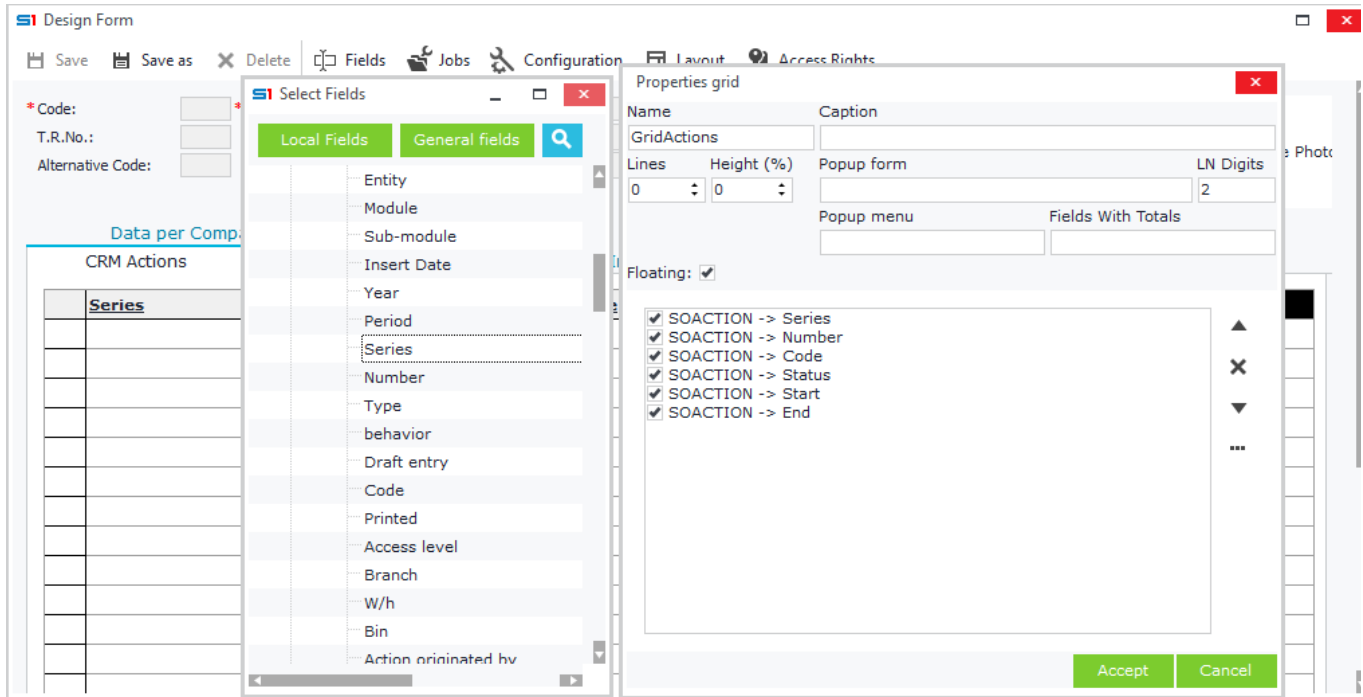 S1 Design Form
Save Save as Delete Fields Jobs Configuration Layout Access Rights
*Code: *
T.R.No.:
Alternative Code:
Photo
Data per Compa
CRM Actions
Series
S1 Select Fields
Local Fields General fields
Entity
Module
Sub-module
Insert Date
Year
Period
Series
Number
Type
behavior
Draft entry
Code
Printed
Access level
Branch
W/h
Bin
Action originated by
Properties grid
Name Caption
GridActions
Lines Height (%) Popup form LN Digits
0 0 2
Popup menu Fields With Totals
Floating:
SOACTION -> Series
SOACTION -> Number
SOACTION -> Code
SOACTION -> Status
SOACTION -> Start
SOACTION -> End
Accept Cancel